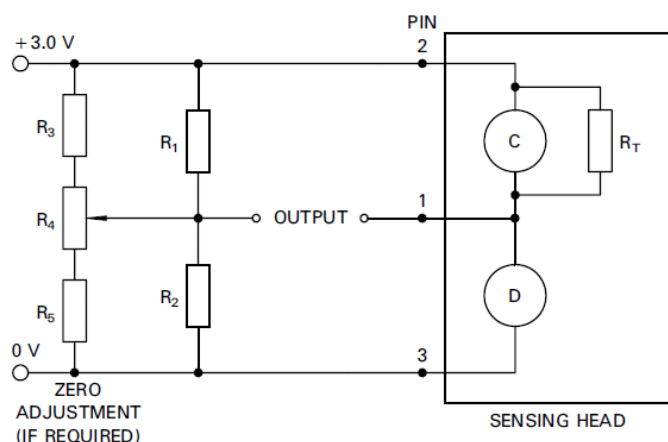 +3.0 V
PIN
2
R3
R1
C
RT
R4
OUTPUT
1
R2
D
R5
0 V
3
ZERO
ADJUSTMENT
(IF REQUIRED)
SENSING HEAD